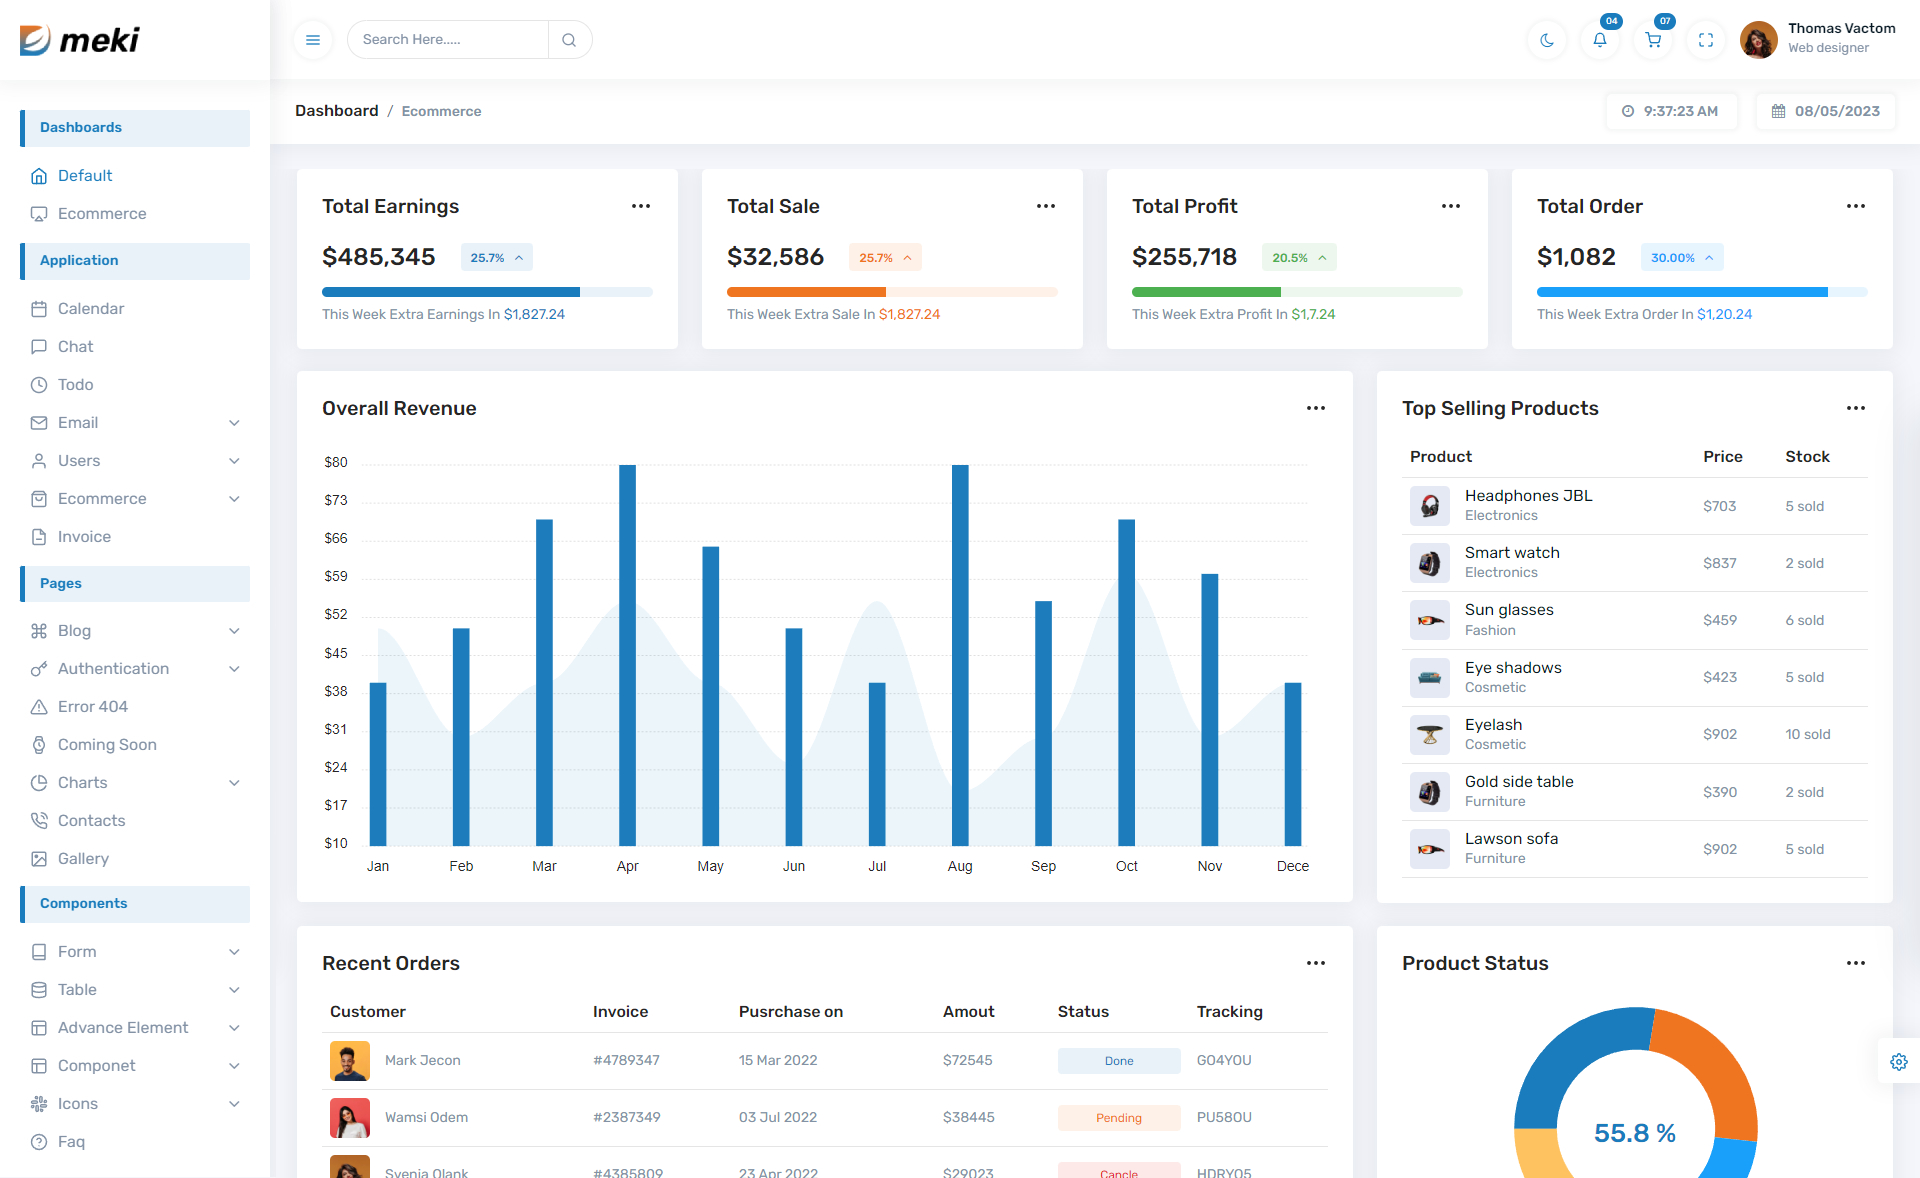 meki
Search Here.....
04
07
Thomas Vactom
Web designer
Dashboard / Ecommerce
9:37:23 AM
08/05/2023
Dashboards
Default
Ecommerce
Application
Calendar
Chat
Todo
Email
Users
Ecommerce
Invoice
Pages
Blog
Authentication
Error 404
Coming Soon
Charts
Contacts
Gallery
Components
Form
Table
Advance Element
Componet
Icons
Faq
Total Earnings
$485,345 25.7%
This Week Extra Earnings In $1,827.24
Total Sale
$32,586 25.7%
This Week Extra Sale In $1,827.24
Total Profit
$255,718 20.5%
This Week Extra Profit In $1,7.24
Total Order
$1,082 30.00%
This Week Extra Order In $1,20.24
Overall Revenue
$80
$73
$66
$59
$52
$45
$38
$31
$24
$17
$10
Jan Feb Mar Apr May Jun Jul Aug Sep Oct Nov Dece
Top Selling Products
Product Price Stock
Headphones JBL
Electronics
$703 5 sold
Smart watch
Electronics
$837 2 sold
Sun glasses
Fashion
$459 6 sold
Eye shadows
Cosmetic
$423 5 sold
Eyelash
Cosmetic
$902 10 sold
Gold side table
Furniture
$390 2 sold
Lawson sofa
Furniture
$902 5 sold
Recent Orders
Customer Invoice Pusrchase on Amout Status Tracking
Mark Jecon #4789347 15 Mar 2022 $72545 Done GO4YOU
Wamsi Odem #2387349 03 Jul 2022 $38445 Pending PU58OU
Svenja Olank #4385809 23 Apr 2022 $29023 Cancle HDRYO5
Product Status
55.8 %